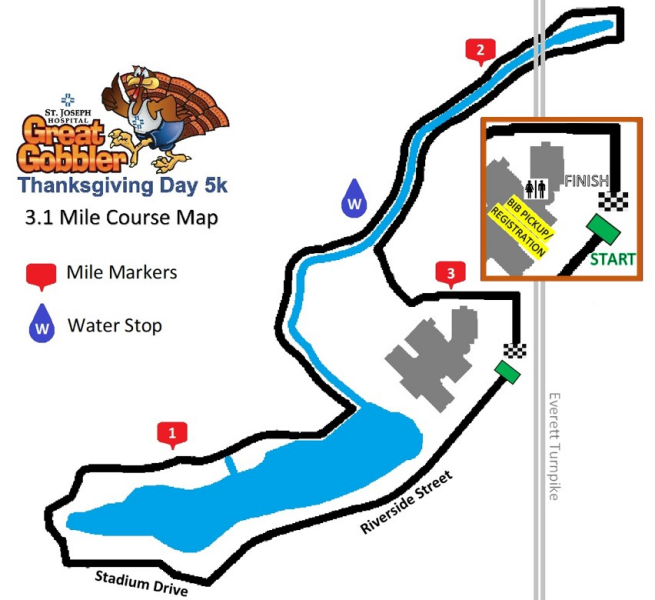 ST. JOSEPH
HOSPITAL
Great
Gobbler
Thanksgiving Day 5k
3.1 Mile Course Map
Mile Markers
W
Water Stop
2
W
FINISH
BIB PICKUP/
REGISTRATION
START
3
1
Everett Turnpike
Riverside Street
Stadium Drive